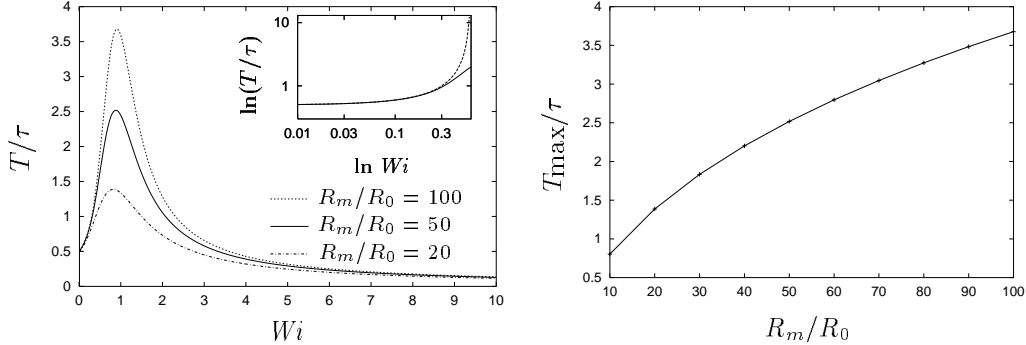 4
3.5
3
2.5
2
1.5
1
0.5
0
T/τ
0 1 2 3 4 5 6 7 8 9 10
Wi
10
1
ln(T/τ)
0.01 0.03 0.1 0.3
ln Wi
R_m/R_0 = 100
R_m/R_0 = 50
R_m/R_0 = 20
4
3.5
3
2.5
2
1.5
1
0.5
T_max/τ
10 20 30 40 50 60 70 80 90 100
R_m/R_0